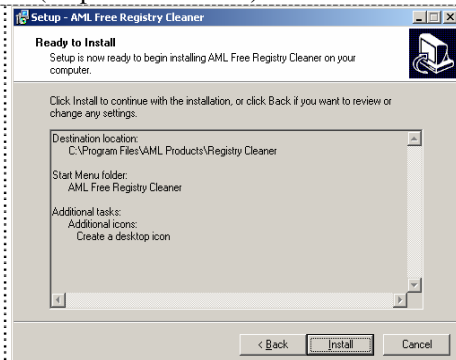 Setup - AML Free Registry Cleaner
Ready to Install
Setup is now ready to begin installing AML Free Registry Cleaner on your
computer.
Click Install to continue with the installation, or click Back if you want to review or
change any settings.
Destination location:
C:\Program Files\AML Products\Registry Cleaner
Start Menu folder:
AML Free Registry Cleaner
Additional tasks:
Additional icons:
Create a desktop icon
< Back Install Cancel